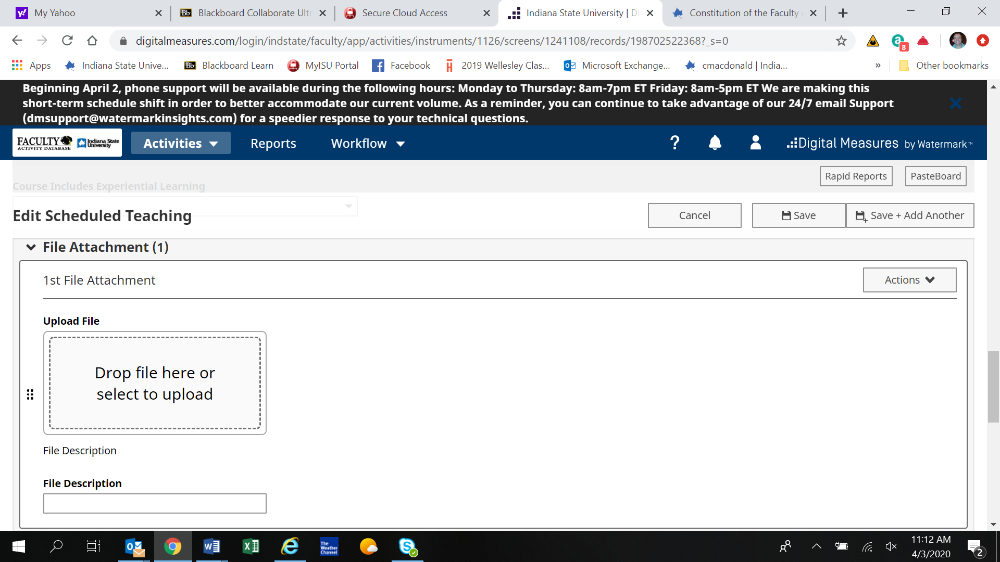 My Yahoo
Blackboard Collaborate Ultr
Secure Cloud Access
Indiana State University | Di
Constitution of the Faculty
digitalmeasures.com/login/indstate/faculty/app/activities/instruments/1126/screens/1241108/records/198702522368?_s=0
8
Apps
Indiana State Unive...
Blackboard Learn
MyISU Portal
Facebook
2019 Wellesley Clas...
Microsoft Exchange...
cmacdonald | India...
»
Other bookmarks
Beginning April 2, phone support will be available during the following hours: Monday to Thursday: 8am-7pm ET Friday: 8am-5pm ET We are making this
short-term schedule shift in order to better accommodate our current volume. As a reminder, you can continue to take advantage of our 24/7 email Support
(dmsupport@watermarkinsights.com) for a speedier response to your technical questions.
FACULTY
ACTIVITY DATABASE
Indiana State
University
Activities
Reports
Workflow
?
Digital Measures by Watermark™
Rapid Reports
PasteBoard
Course Includes Experiential Learning
Edit Scheduled Teaching
Cancel
Save
Save + Add Another
File Attachment (1)
1st File Attachment
Actions
Upload File
Drop file here or
select to upload
File Description
File Description
The
Weather
Channel
11:12 AM
4/3/2020
2